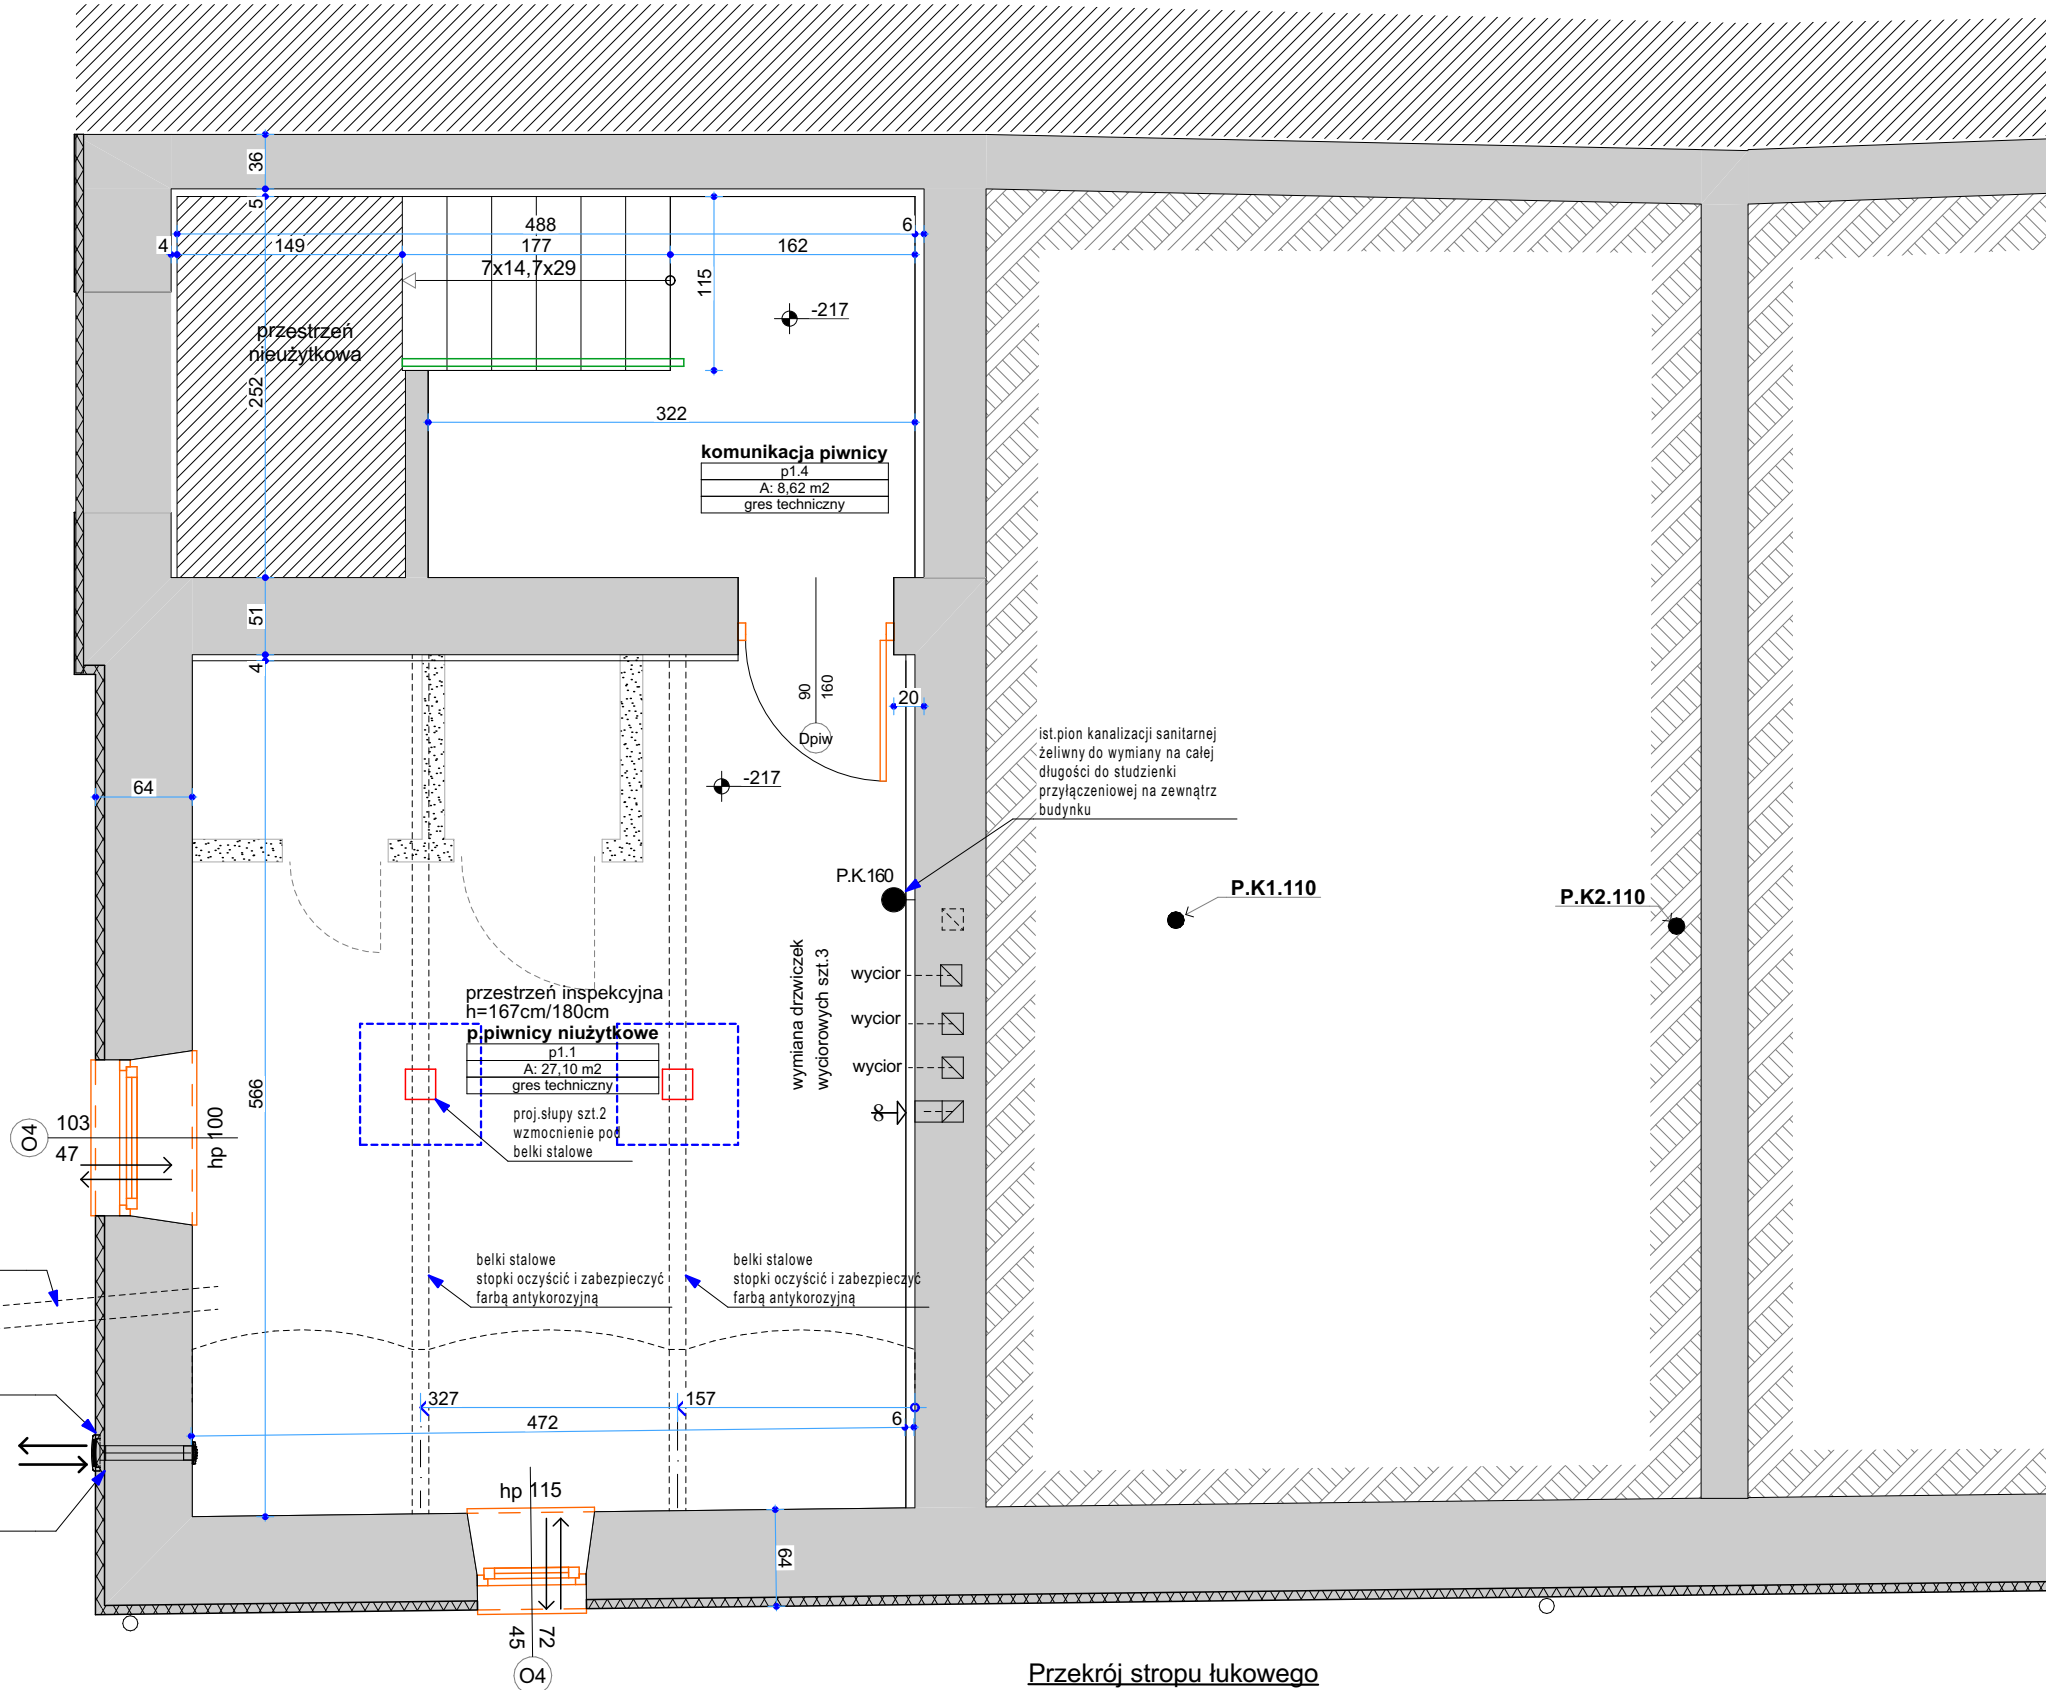 36
5
488
6
4
149
177
162
7x14,7x29
115
-217
przestrzeń
nieużytkowa
252
322
komunikacja piwnicy
p1.4
A: 8,62 m2
gres techniczny
51
4
90
160
20
Dpiw
ist.pion kanalizacji sanitarnej
żeliwny do wymiany na całej
długości do studzienki
przyłączeniowej na zewnątrz
budynku
64
-217
P.K.160
P.K1.110
P.K2.110
wymiana drzwiczek
wyciorowych szt.3
wycior
wycior
wycior
8
przestrzeń inspekcyjna
h=167cm/180cm
p.piwnicy niużytkowe
p1.1
A: 27,10 m2
gres techniczny
proj.słupy szt.2
wzmocnienie pod
belki stalowe
566
O4
103
47
hp 100
belki stalowe
stopki oczyścić i zabezpieczyć
farbą antykorozyjną
belki stalowe
stopki oczyścić i zabezpieczyć
farbą antykorozyjną
327
157
472
6
hp 115
64
72
45
O4
Przekrój stropu łukowego